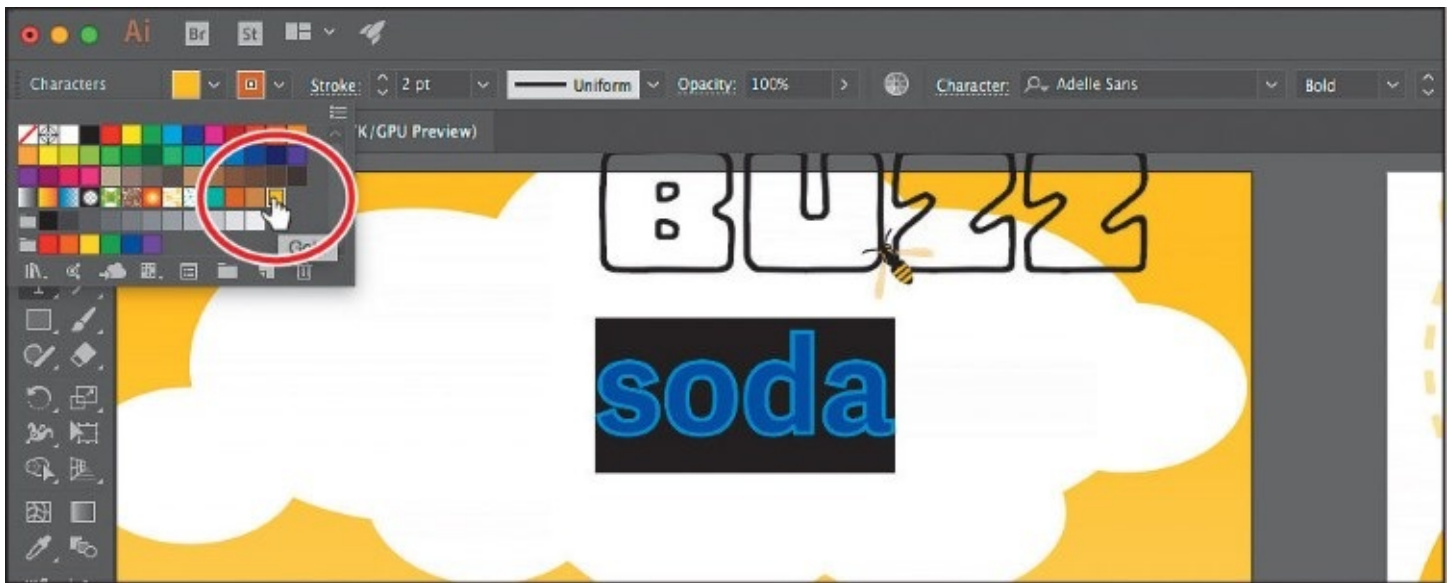 Ai Br St
Characters Stroke: 2 pt Uniform Opacity: 100% Character: Adelle Sans Bold
K/GPU Preview)
BUZZ
soda